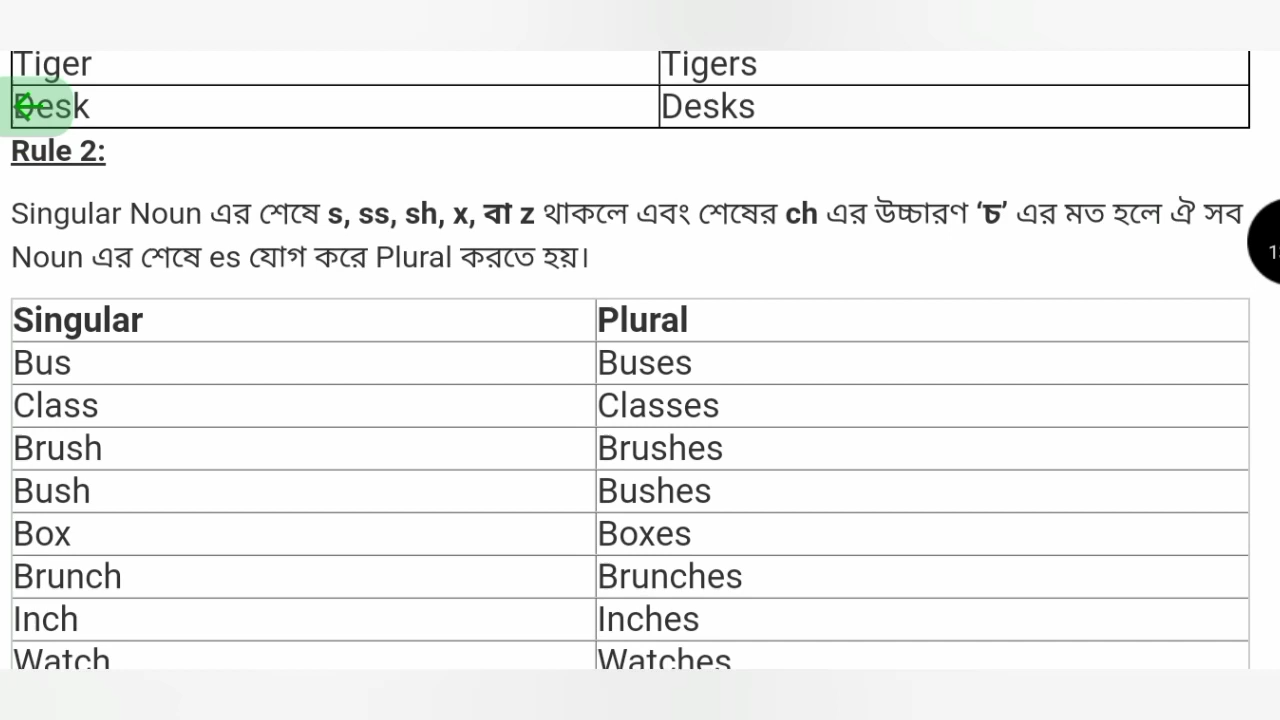 Tiger Tigers
Desk Desks
Rule 2:
Singular Noun এর শেষে s, ss, sh, x, বা z থাকলে এবং শেষের ch এর উচ্চারণ ‘চ’ এর মত হলে ঐ সব
Noun এর শেষে es যোগ করে Plural করতে হয়।
Singular Plural
Bus Buses
Class Classes
Brush Brushes
Bush Bushes
Box Boxes
Brunch Brunches
Inch Inches
Watch Watches